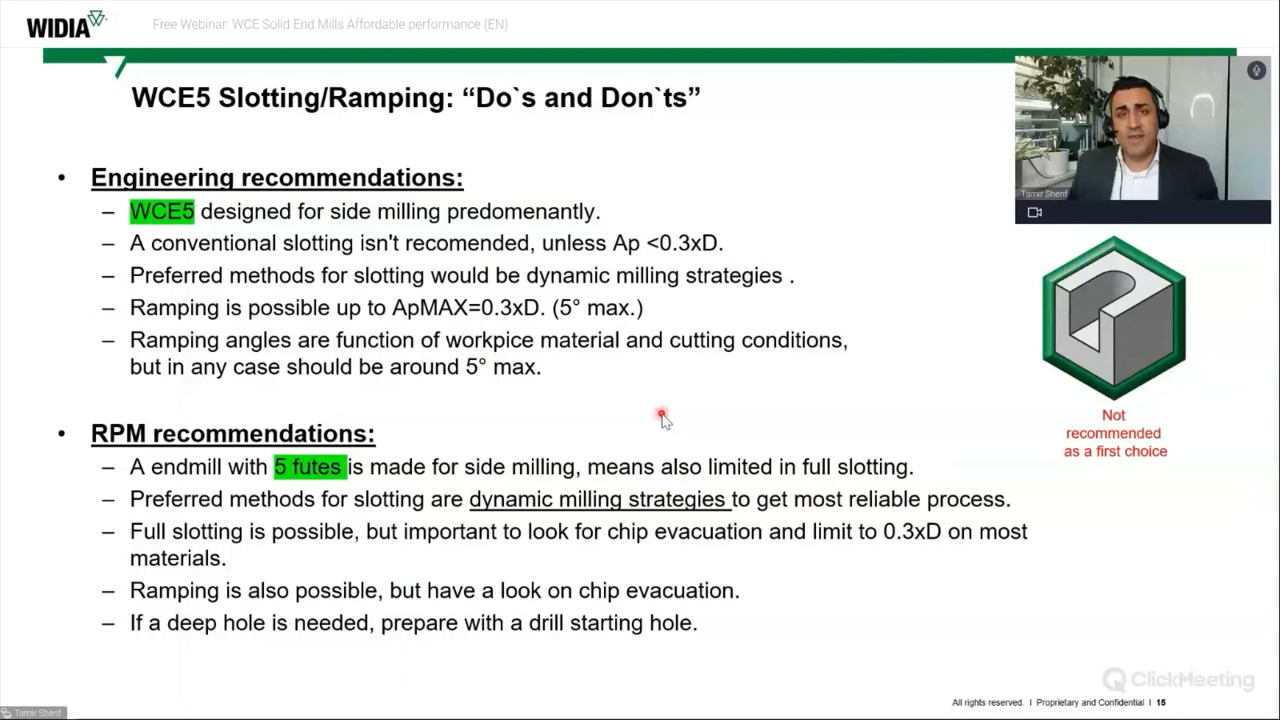 WIDIA
Free Webinar: WCE Solid End Mills Affordable performance (EN)
WCE5 Slotting/Ramping: “Do`s and Don`ts”
• Engineering recommendations:
– WCE5 designed for side milling predomenantly.
– A conventional slotting isn't recomended, unless Ap <0.3xD.
– Preferred methods for slotting would be dynamic milling strategies .
– Ramping is possible up to ApMAX=0.3xD. (5° max.)
– Ramping angles are function of workpice material and cutting conditions,
but in any case should be around 5° max.
• RPM recommendations:
– A endmill with 5 futes is made for side milling, means also limited in full slotting.
– Preferred methods for slotting are dynamic milling strategies to get most reliable process.
– Full slotting is possible, but important to look for chip evacuation and limit to 0.3xD on most
materials.
– Ramping is also possible, but have a look on chip evacuation.
– If a deep hole is needed, prepare with a drill starting hole.
Tamir Sherif
Not
recommended
as a first choice
ClickMeeting
All rights reserved. I Proprietary and Confidential I 15
Tamir Sherif